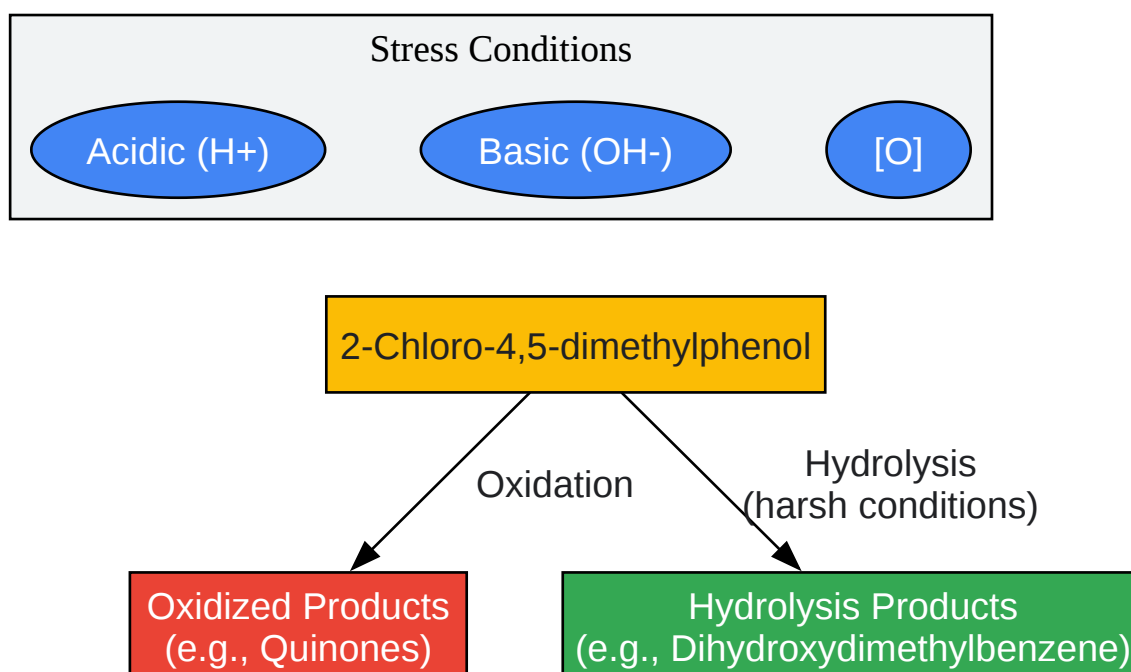 Stress Conditions
Acidic (H+)
Basic (OH-)
[O]
2-Chloro-4,5-dimethylphenol
Oxidation
Hydrolysis
(harsh conditions)
Oxidized Products
(e.g., Quinones)
Hydrolysis Products
(e.g., Dihydroxydimethylbenzene)